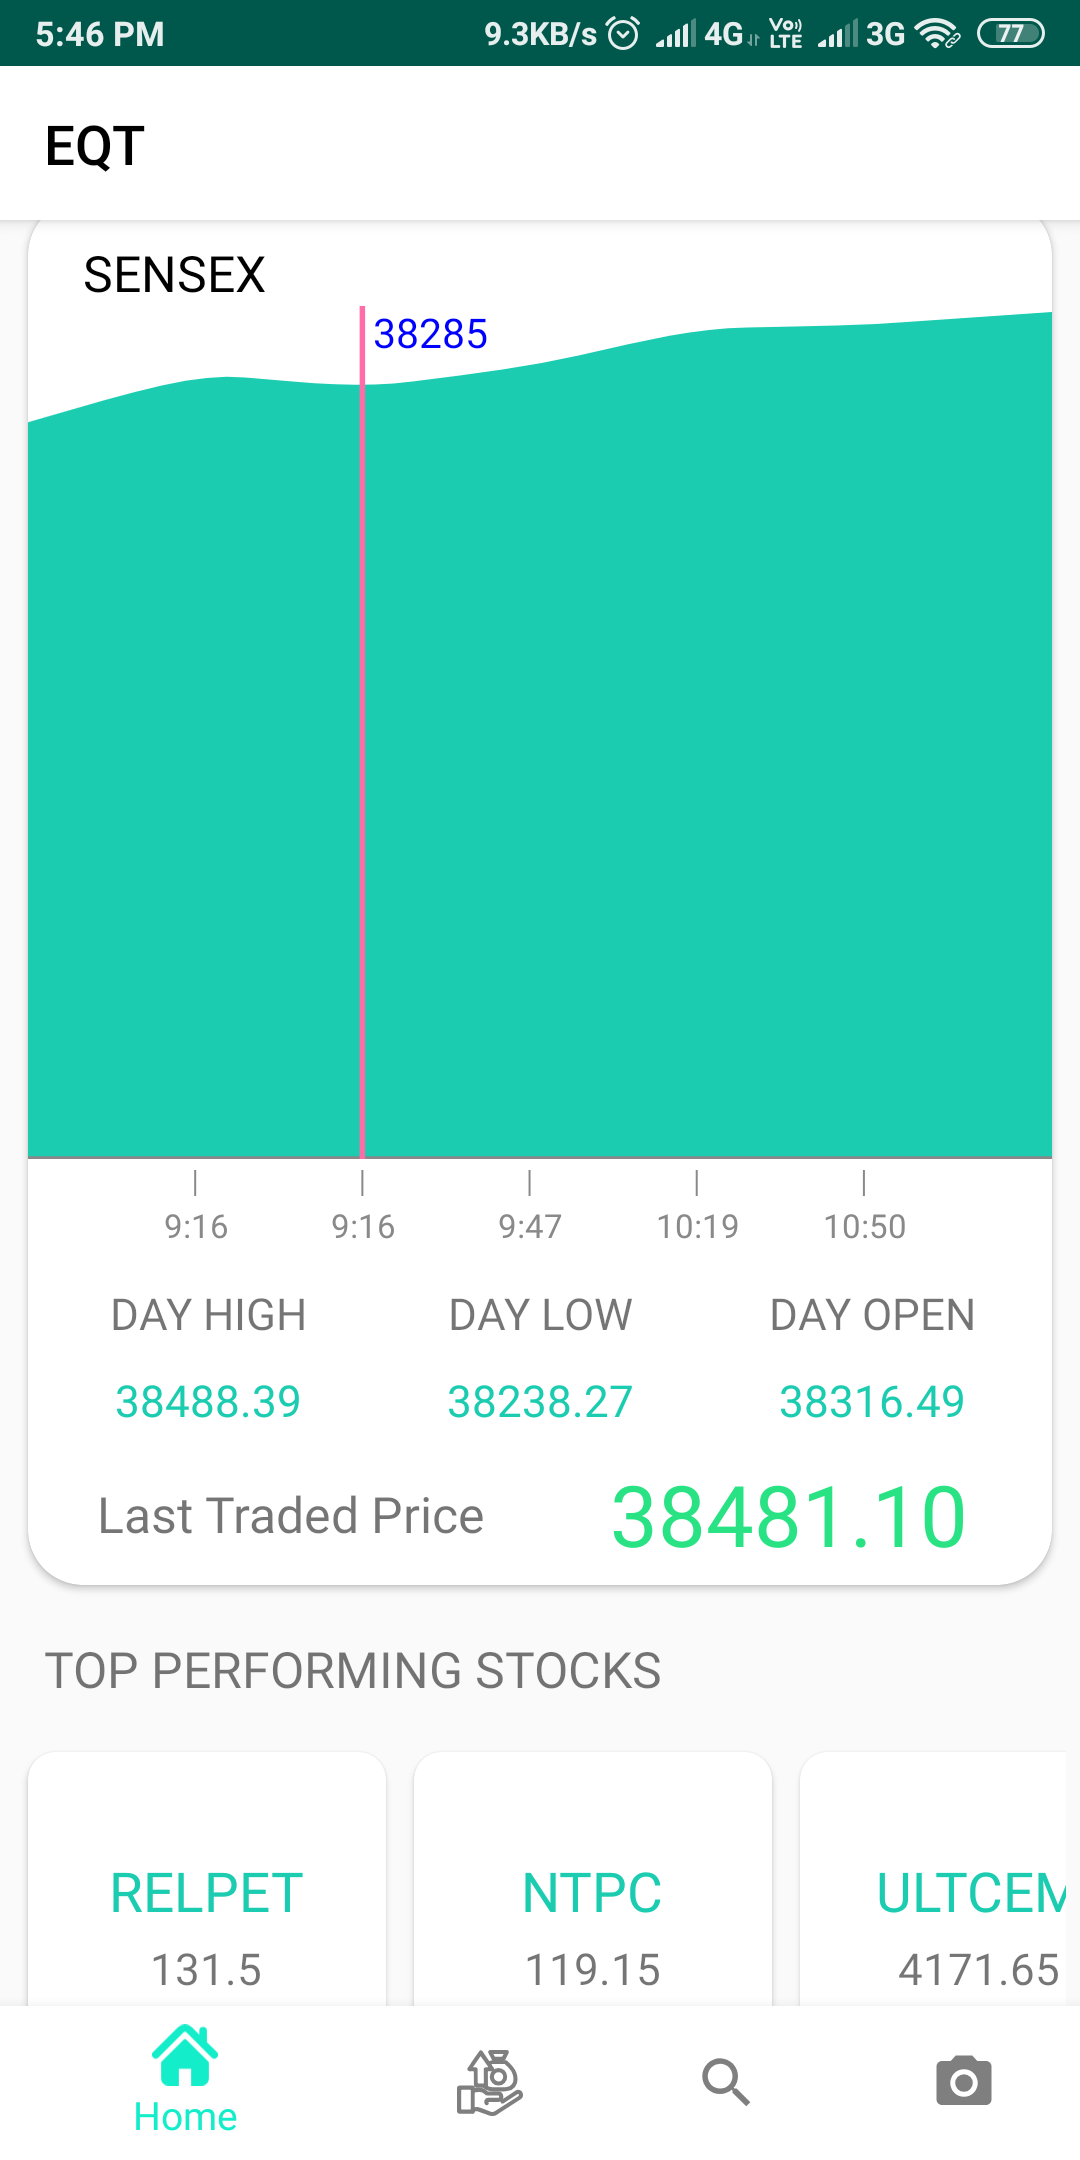 5:46 PM 9.3KB/s 4G Vo)) LTE 3G 77
EQT
SENSEX
38285
9:16 9:16 9:47 10:19 10:50
DAY HIGH DAY LOW DAY OPEN
38488.39 38238.27 38316.49
Last Traded Price 38481.10
TOP PERFORMING STOCKS
RELPET NTPC ULTCEM
131.5 119.15 4171.65
Home